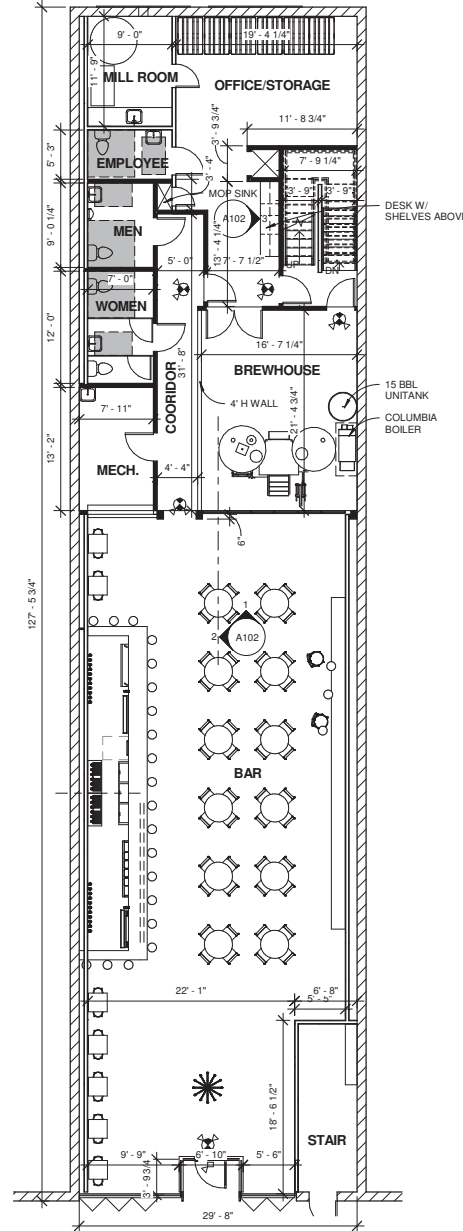 9' - 0"
19' - 4 1/4"
11' - 9"
MILL ROOM
OFFICE/STORAGE
3' - 9 3/4"
11' - 8 3/4"
5' - 3"
EMPLOYEE
3' - 4"
7' - 9 1/4"
MOP SINK
3' - 9"
3' - 9"
DESK W/
SHELVES ABOVE
9' - 0 1/4"
MEN
A102
3
13' - 4 1/4"
UP
DN
5' - 0"
7' - 7 1/2"
7' - 0"
WOMEN
12' - 0"
31' - 8"
16' - 7 1/4"
BREWHOUSE
COORIDOR
4' H WALL
21' - 4 3/4"
15 BBL
UNITANK
COLUMBIA
BOILER
7' - 11"
13' - 2"
MECH.
4' - 4"
6"
127' - 5 3/4"
1
2
A102
BAR
22' - 1"
6' - 8"
5' - 5"
18' - 6 1/2"
STAIR
9' - 9"
6' - 10"
5' - 6"
3' - 9 3/4"
29' - 8"